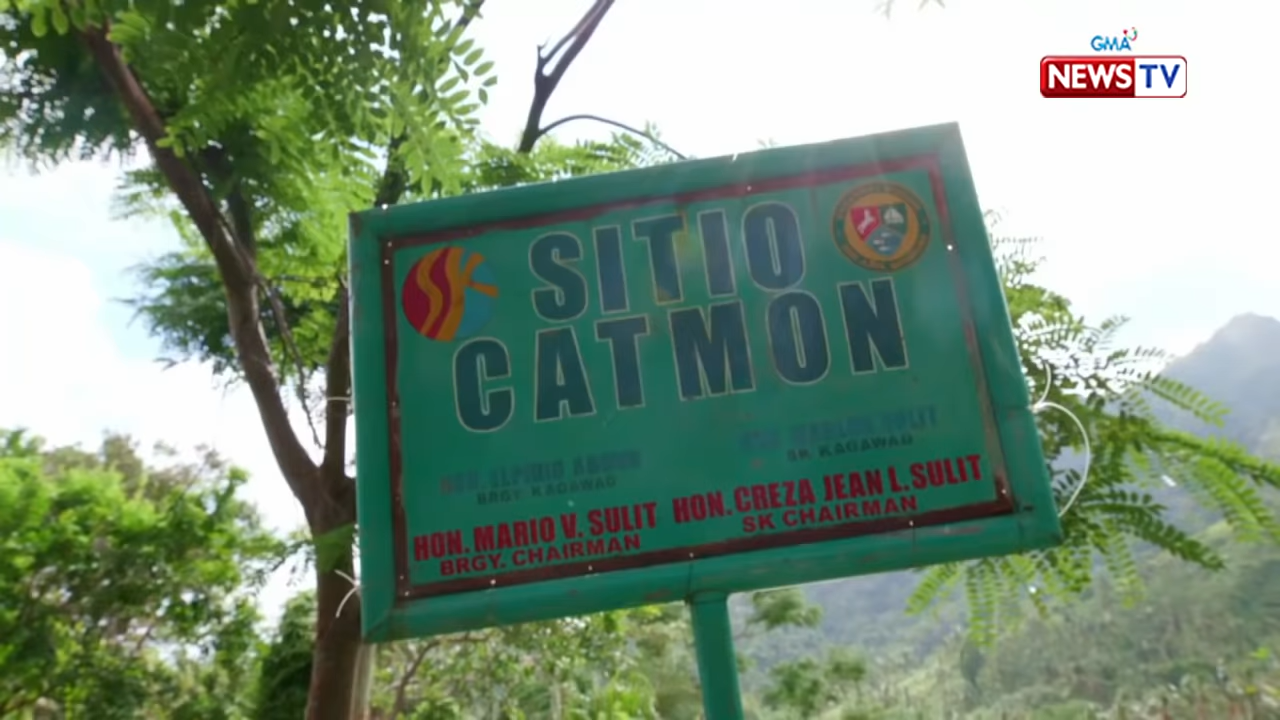 GMA
NEWS TV
SITIO
CATMON
BRGY. KAGAWAD
SK KAGAWAD
HON. MARIO V. SULIT
BRGY. CHAIRMAN
HON. CREZA JEAN L. SULIT
SK CHAIRMAN